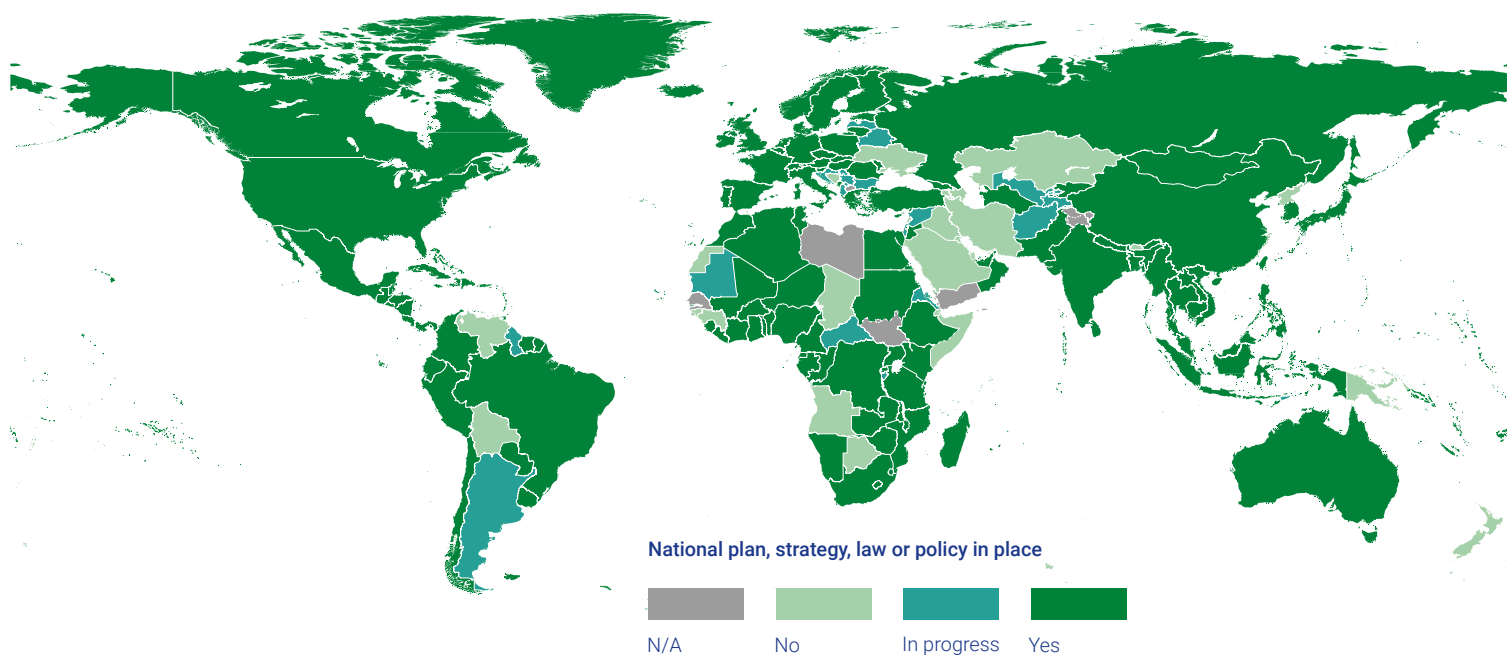 National plan, strategy, law or policy in place
N/A
No
In progress
Yes